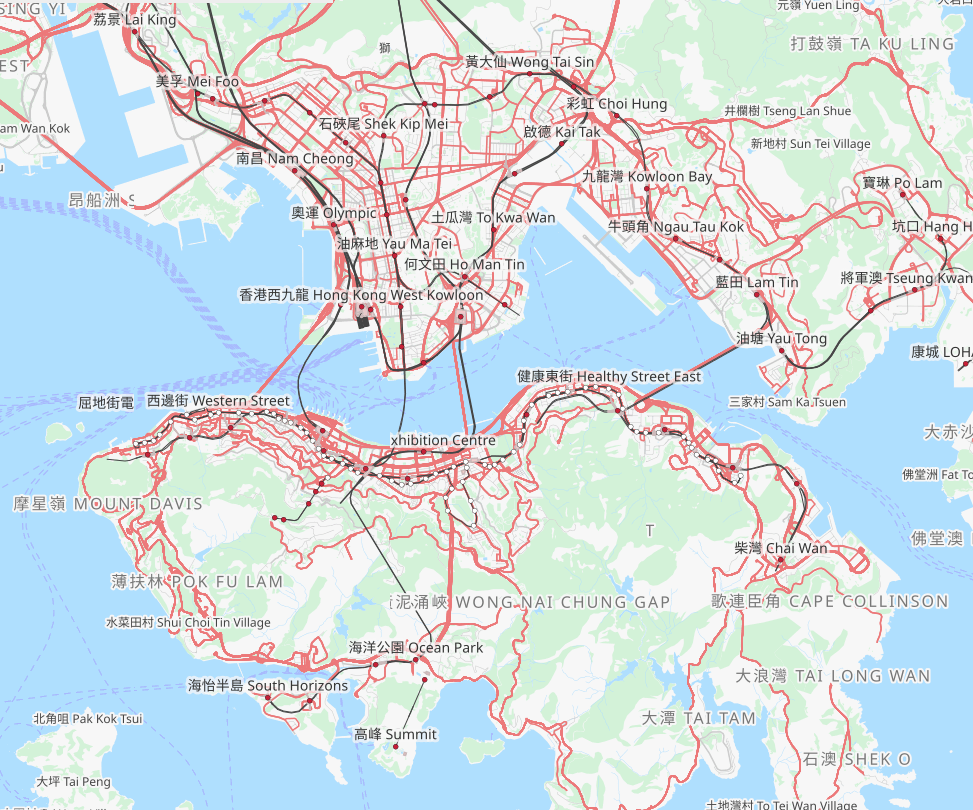 SING YI
元嶺 Yuen Ling
荔景 Lai King
打鼓嶺 TA KU LING
獅
EST
黃大仙 Wong Tai Sin
美孚 Mei Foo
彩虹 Choi Hung
井欄樹 Tseng Lan Shue
石硤尾 Shek Kip Mei
am Wan Kok
啟德 Kai Tak
新地村 Sun Tei Village
南昌 Nam Cheong
九龍灣 Kowloon Bay
寶琳 Po Lam
昂船洲 S
奧運 Olympic
土瓜灣 To Kwa Wan
牛頭角 Ngau Tau Kok
坑口 Hang H
油麻地 Yau Ma Tei
何文田 Ho Man Tin
藍田 Lam Tin
將軍澳 Tseung Kwan
香港西九龍 Hong Kong West Kowloon
油塘 Yau Tong
康城 LOHA
健康東街 Healthy Street East
屈地街電
西邊街 Western Street
三家村 Sam Ka Tsuen
大赤沙
xhibition Centre
佛堂洲 Fat To
摩星嶺 MOUNT DAVIS
T
佛堂澳
柴灣 Chai Wan
薄扶林 POK FU LAM
泥涌峽 WONG NAI CHUNG GAP
歌連臣角 CAPE COLLINSON
水菜田村 Shui Choi Tin Village
海洋公園 Ocean Park
大浪灣 TAI LONG WAN
海怡半島 South Horizons
北角咀 Pak Kok Tsui
大潭 TAI TAM
高峰 Summit
石澳 SHEK O
大坪 Tai Peng
土地灣村 To Tei Wan Village